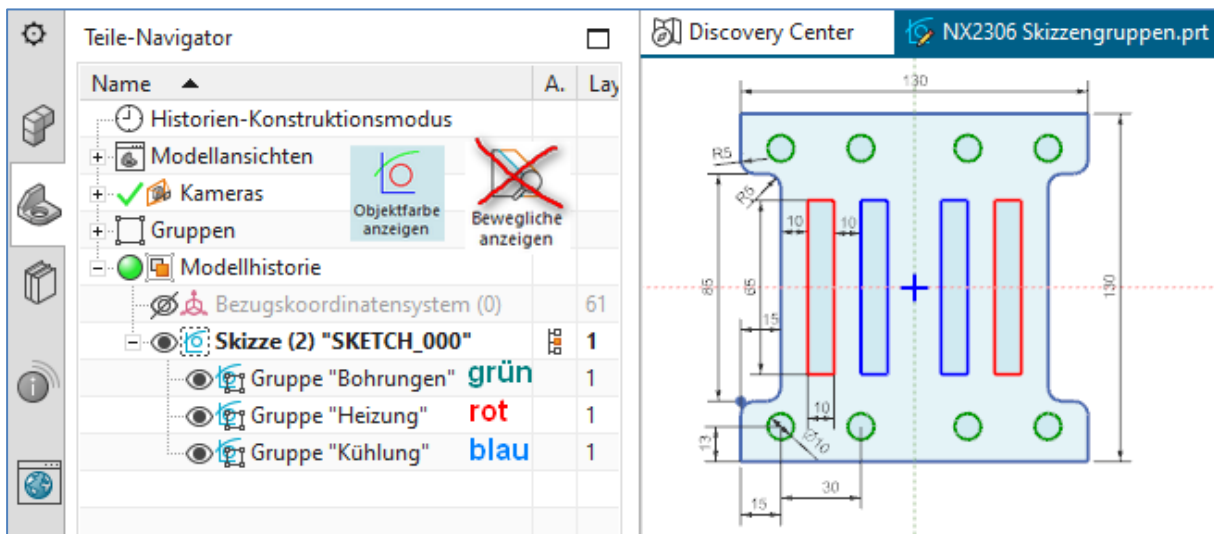 Teile-Navigator
Name A. Lay
Historien-Konstruktionsmodus
Modellansichten
Kameras
Gruppen
Modellhistorie
Bezugskoordinatensystem (0) 61
Skizze (2) "SKETCH_000" 1
Gruppe "Bohrungen" grün 1
Gruppe "Heizung" rot 1
Gruppe "Kühlung" blau 1
Objektfarbe
anzeigen
Bewegliche
anzeigen
Discovery Center
NX2306 Skizzengruppen.prt
130
R5
R5
10 10
85
65
130
15
10
13
Ø10
30
15